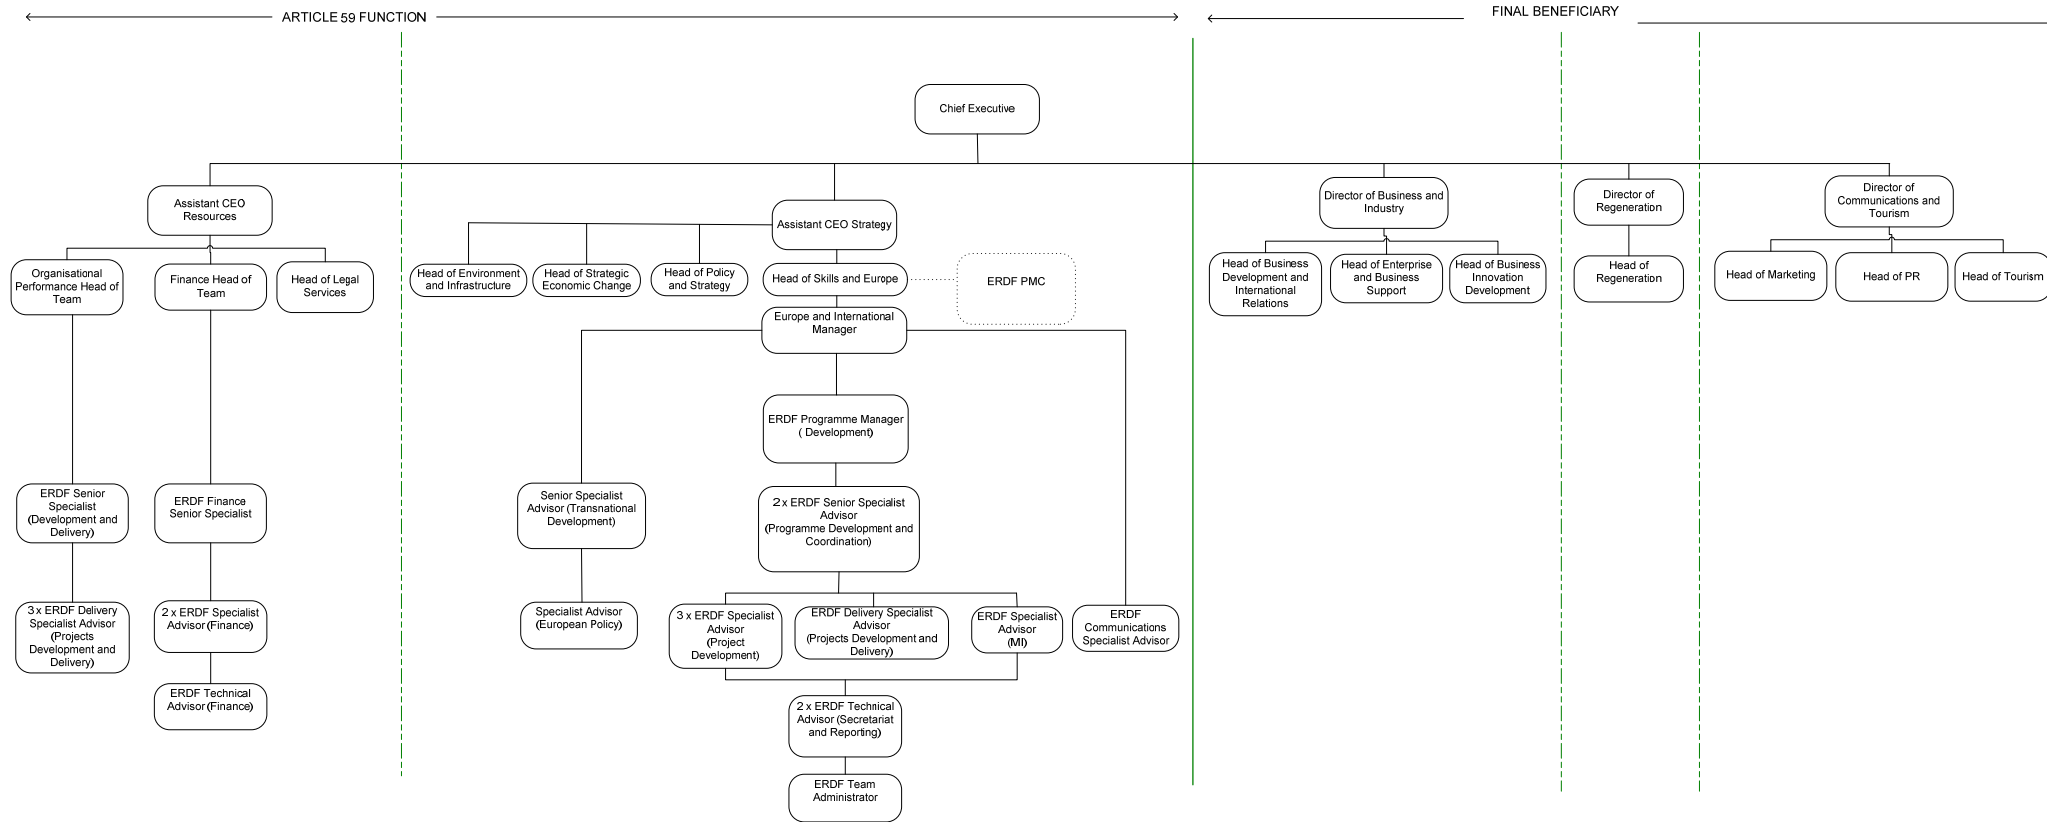 ARTICLE 59 FUNCTION
FINAL BENEFICIARY
Chief Executive
Assistant CEO
Resources
Assistant CEO Strategy
Director of Business and
Industry
Director of
Regeneration
Director of
Communications and
Tourism
Organisational
Performance Head of
Team
Finance Head of
Team
Head of Legal
Services
Head of Environment
and Infrastructure
Head of Strategic
Economic Change
Head of Policy
and Strategy
Head of Skills and Europe
ERDF PMC
Head of Business
Development and
International
Relations
Head of Enterprise
and Business
Support
Head of Business
Innovation
Development
Head of
Regeneration
Head of Marketing
Head of PR
Head of Tourism
Europe and International
Manager
ERDF Programme Manager
( Development)
ERDF Senior
Specialist
(Development and
Delivery)
ERDF Finance
Senior Specialist
Senior Specialist
Advisor (Transnational
Development)
2 x ERDF Senior Specialist
Advisor
(Programme Development and
Coordination)
3 x ERDF Delivery
Specialist Advisor
(Projects
Development and
Delivery)
2 x ERDF Specialist
Advisor (Finance)
Specialist Advisor
(European Policy)
3 x ERDF Specialist
Advisor
(Project
Development)
ERDF Delivery Specialist
Advisor
(Projects Development and
Delivery)
ERDF Specialist
Advisor
(MI)
ERDF
Communications
Specialist Advisor
ERDF Technical
Advisor (Finance)
2 x ERDF Technical
Advisor (Secretariat
and Reporting)
ERDF Team
Administrator